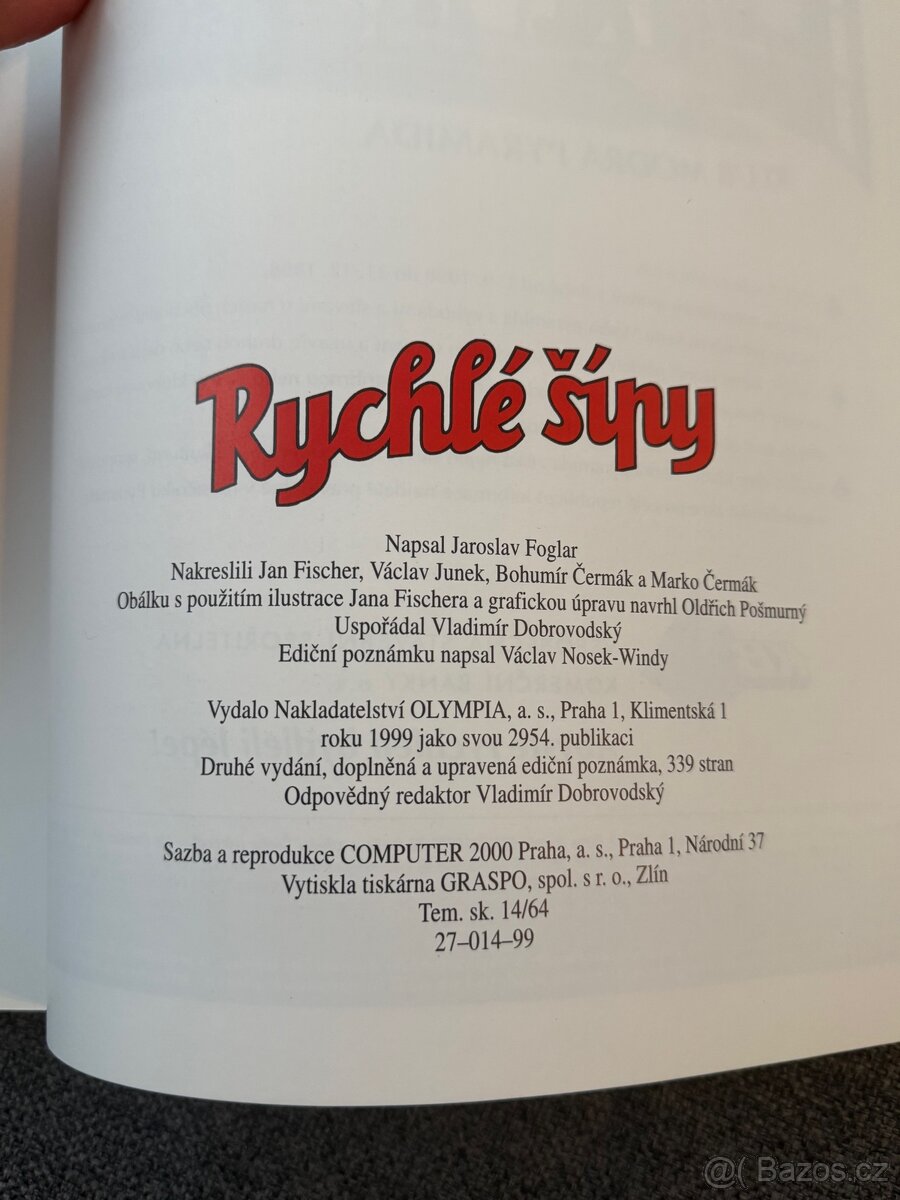 Rychlé šípy
Napsal Jaroslav Foglar
Nakreslili Jan Fischer, Václav Junek, Bohumír Čermák a Marko Čermák
Obálku s použitím ilustrace Jana Fischera a grafickou úpravu navrhl Oldřich Pošmurný
Uspořádal Vladimír Dobrovodský
Ediční poznámku napsal Václav Nosek-Windy
Vydalo Nakladatelství OLYMPIA, a. s., Praha 1, Klimentská 1
roku 1999 jako svou 2954. publikaci
Druhé vydání, doplněná a upravená ediční poznámka, 339 stran
Odpovědný redaktor Vladimír Dobrovodský
Sazba a reprodukce COMPUTER 2000 Praha, a. s., Praha 1, Národní 37
Vytiskla tiskárna GRASPO, spol. s r. o., Zlín
Tem. sk. 14/64
27–014–99
@( Bazos.cz